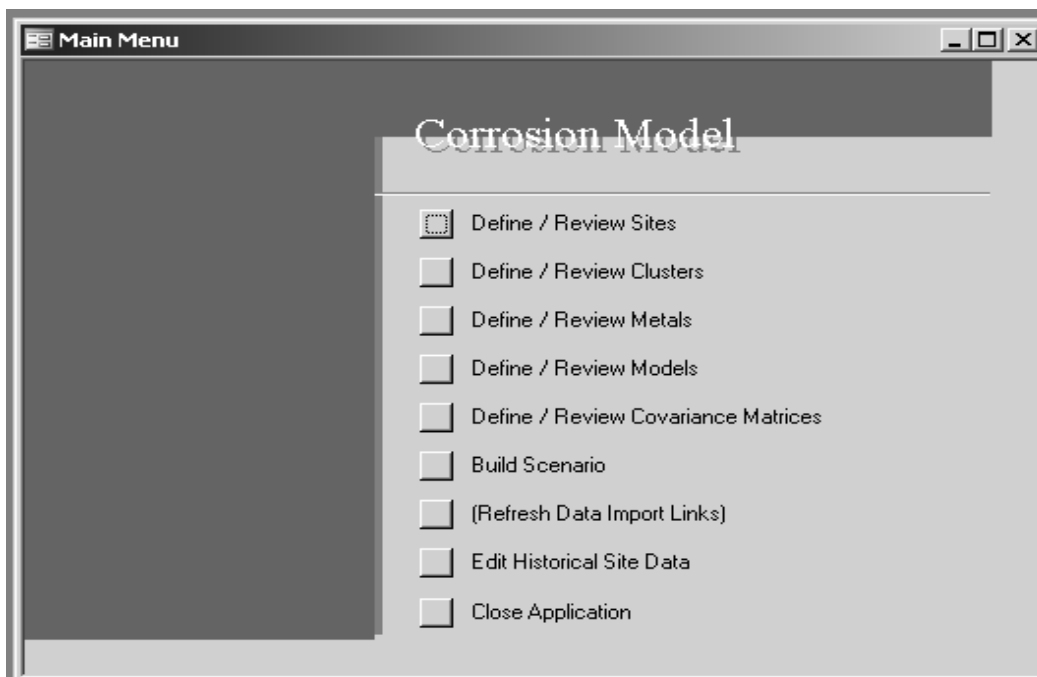 Main Menu
Corrosion Model
Define / Review Sites
Define / Review Clusters
Define / Review Metals
Define / Review Models
Define / Review Covariance Matrices
Build Scenario
(Refresh Data Import Links)
Edit Historical Site Data
Close Application